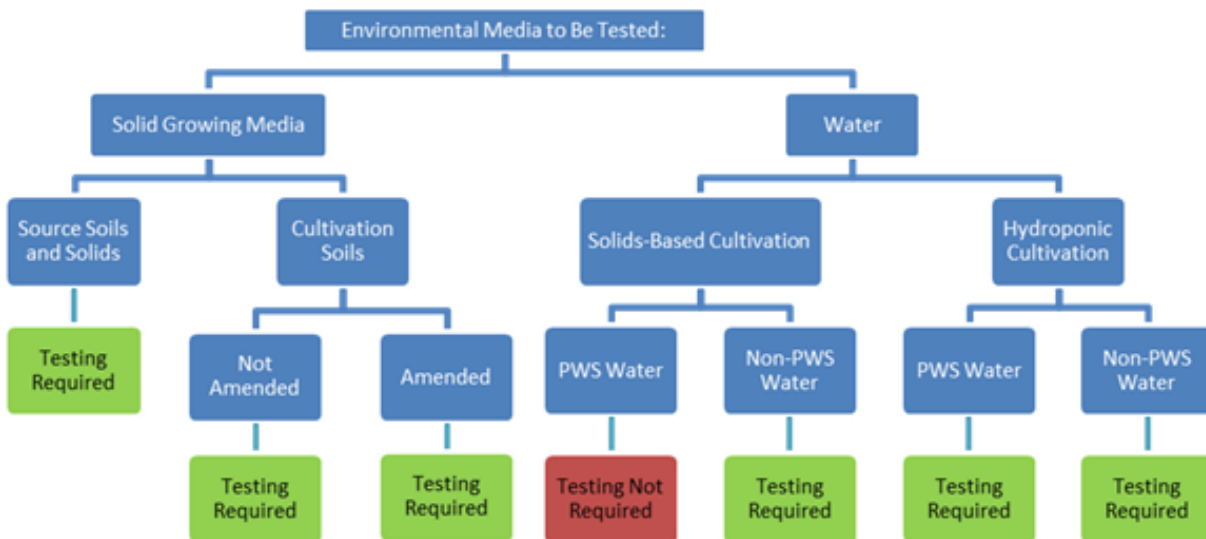 Environmental Media to Be Tested:
Solid Growing Media
Water
Source Soils
and Solids
Cultivation
Soils
Solids-Based Cultivation
Hydroponic
Cultivation
Testing
Required
Not
Amended
Amended
PWS Water
Non-PWS
Water
PWS Water
Non-PWS
Water
Testing
Required
Testing
Required
Testing Not
Required
Testing
Required
Testing
Required
Testing
Required